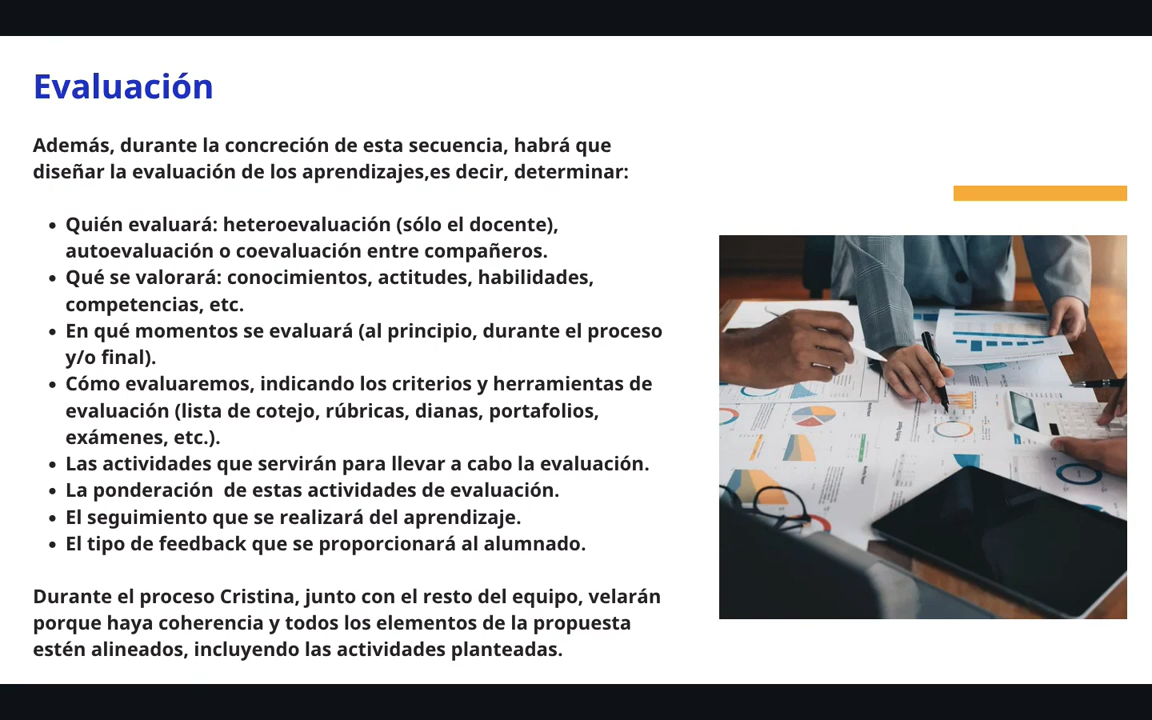 Evaluación
Además, durante la concreción de esta secuencia, habrá que
diseñar la evaluación de los aprendizajes,es decir, determinar:
• Quién evaluará: heteroevaluación (sólo el docente),
autoevaluación o coevaluación entre compañeros.
• Qué se valorará: conocimientos, actitudes, habilidades,
competencias, etc.
• En qué momentos se evaluará (al principio, durante el proceso
y/o final).
• Cómo evaluaremos, indicando los criterios y herramientas de
evaluación (lista de cotejo, rúbricas, dianas, portafolios,
exámenes, etc.).
• Las actividades que servirán para llevar a cabo la evaluación.
• La ponderación  de estas actividades de evaluación.
• El seguimiento que se realizará del aprendizaje.
• El tipo de feedback que se proporcionará al alumnado.
Durante el proceso Cristina, junto con el resto del equipo, velarán
porque haya coherencia y todos los elementos de la propuesta
estén alineados, incluyendo las actividades planteadas.